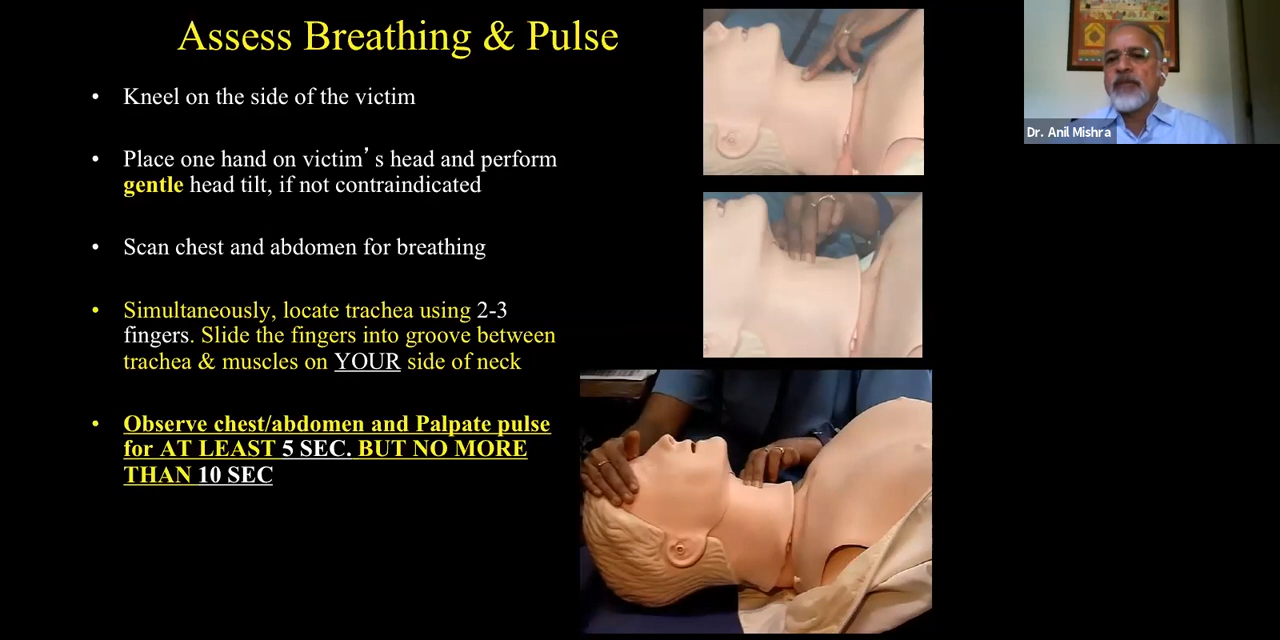 Assess Breathing & Pulse
• Kneel on the side of the victim
• Place one hand on victim's head and perform
gentle head tilt, if not contraindicated
• Scan chest and abdomen for breathing
• Simultaneously, locate trachea using 2-3
fingers. Slide the fingers into groove between
trachea & muscles on YOUR side of neck
• Observe chest/abdomen and Palpate pulse
for AT LEAST 5 SEC. BUT NO MORE
THAN 10 SEC
Dr. Anil Mishra